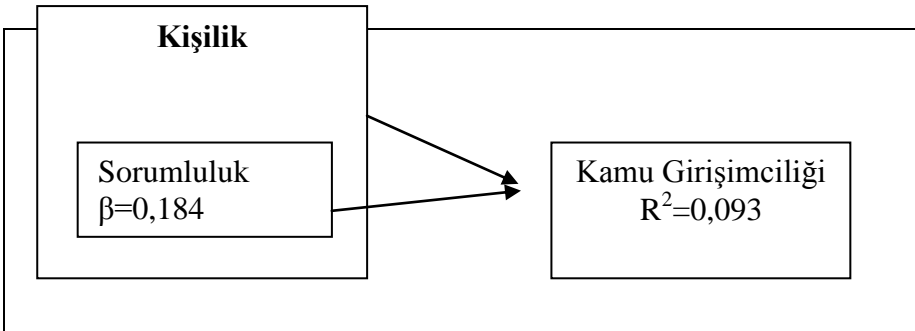 Kişilik
Sorumluluk
β=0,184
Kamu Girişimciliği
R²=0,093